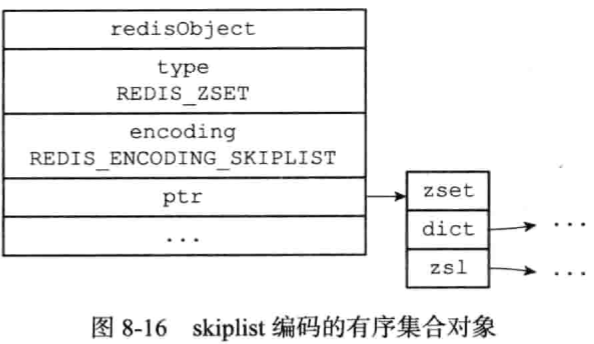 redisObject
type
REDIS_ZSET
encoding
REDIS_ENCODING_SKIPLIST
ptr
...
zset
dict
zsl
...
...
图 8-16 skiplist 编码的有序集合对象